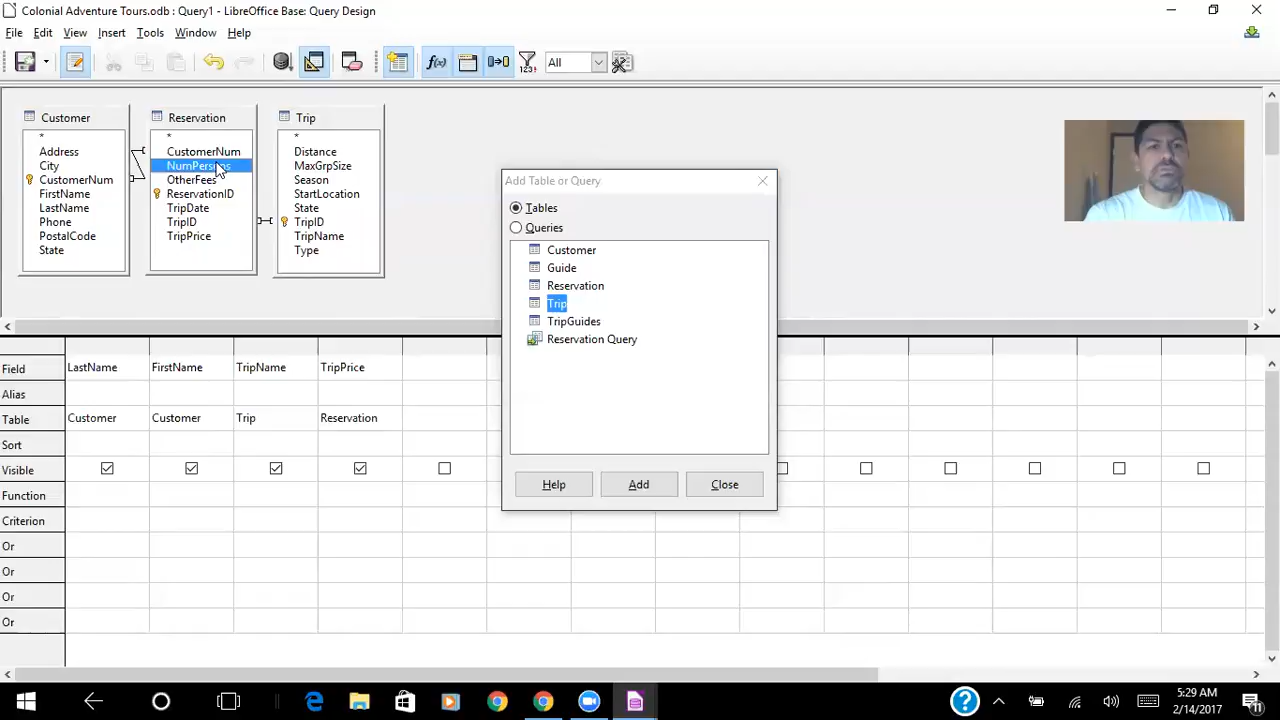 Colonial Adventure Tours.odb : Query1 - LibreOffice Base: Query Design
File Edit View Insert Tools Window Help
All
Customer
*
Address
City
CustomerNum
FirstName
LastName
Phone
PostalCode
State
Reservation
*
CustomerNum
NumPersons
OtherFees
ReservationID
TripDate
TripID
TripPrice
Trip
*
Distance
MaxGrpSize
Season
StartLocation
State
TripID
TripName
Type
Add Table or Query
Tables
Queries
Customer
Guide
Reservation
Trip
TripGuides
Reservation Query
Help Add Close
Field LastName FirstName TripName TripPrice
Alias
Table Customer Customer Trip Reservation
Sort
Visible
Function
Criterion
Or
Or
Or
Or
5:29 AM
2/14/2017
11